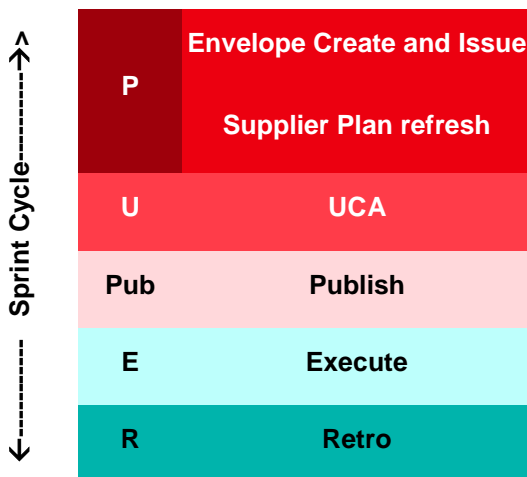 <----------- Sprint Cycle------------>>
P
Envelope Create and Issue
Supplier Plan refresh
U UCA
Pub Publish
E Execute
R Retro